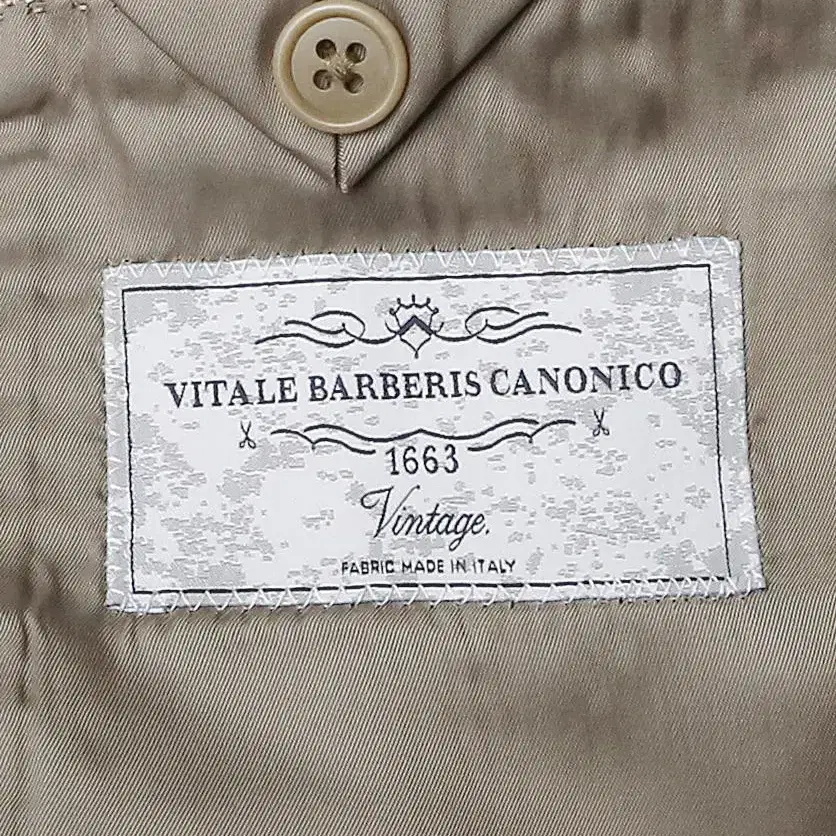 VITALE BARBERIS CANONICO
1663
Vintage.
FABRIC MADE IN ITALY